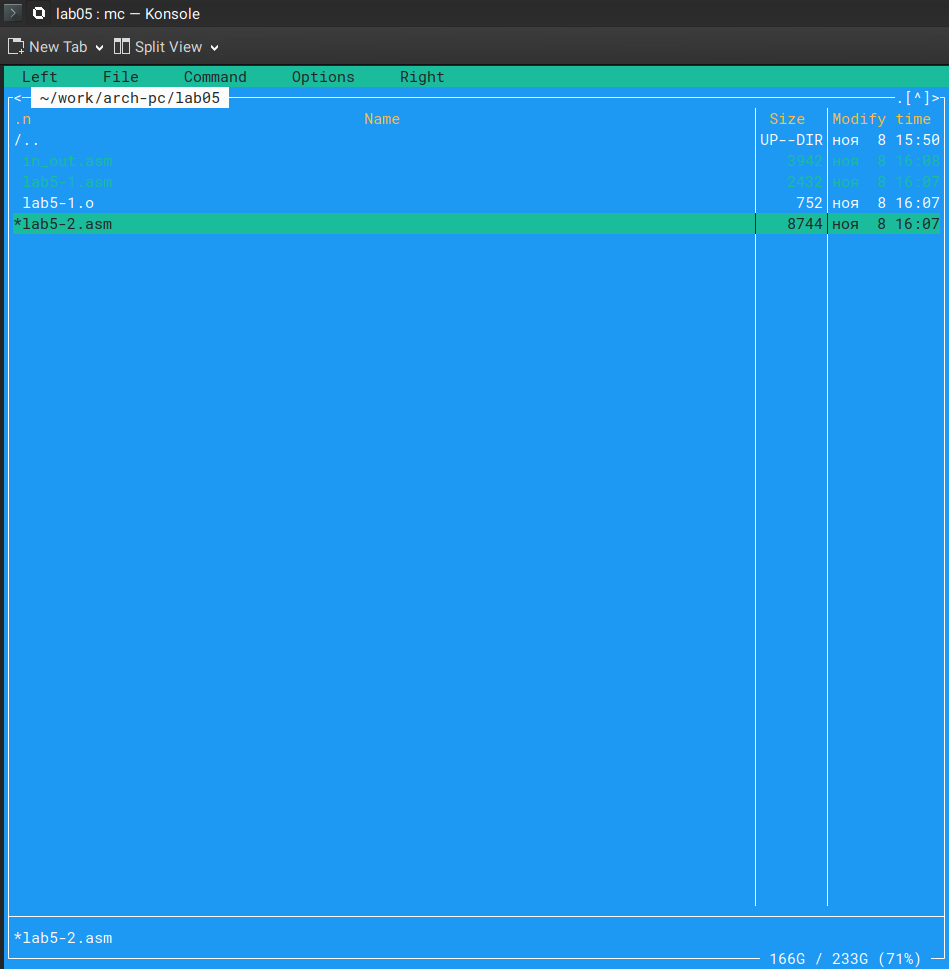 lab05 : mc — Konsole
New Tab Split View
Left File Command Options Right
<─ ~/work/arch-pc/lab05 .[^]>
.n Name Size Modify time
/.. UP--DIR ноя 8 15:50
in_out.asm 3942 ноя 8 16:08
lab5-1.asm 2432 ноя 8 16:07
lab5-1.o 752 ноя 8 16:07
*lab5-2.asm 8744 ноя 8 16:07
*lab5-2.asm
166G / 233G (71%)